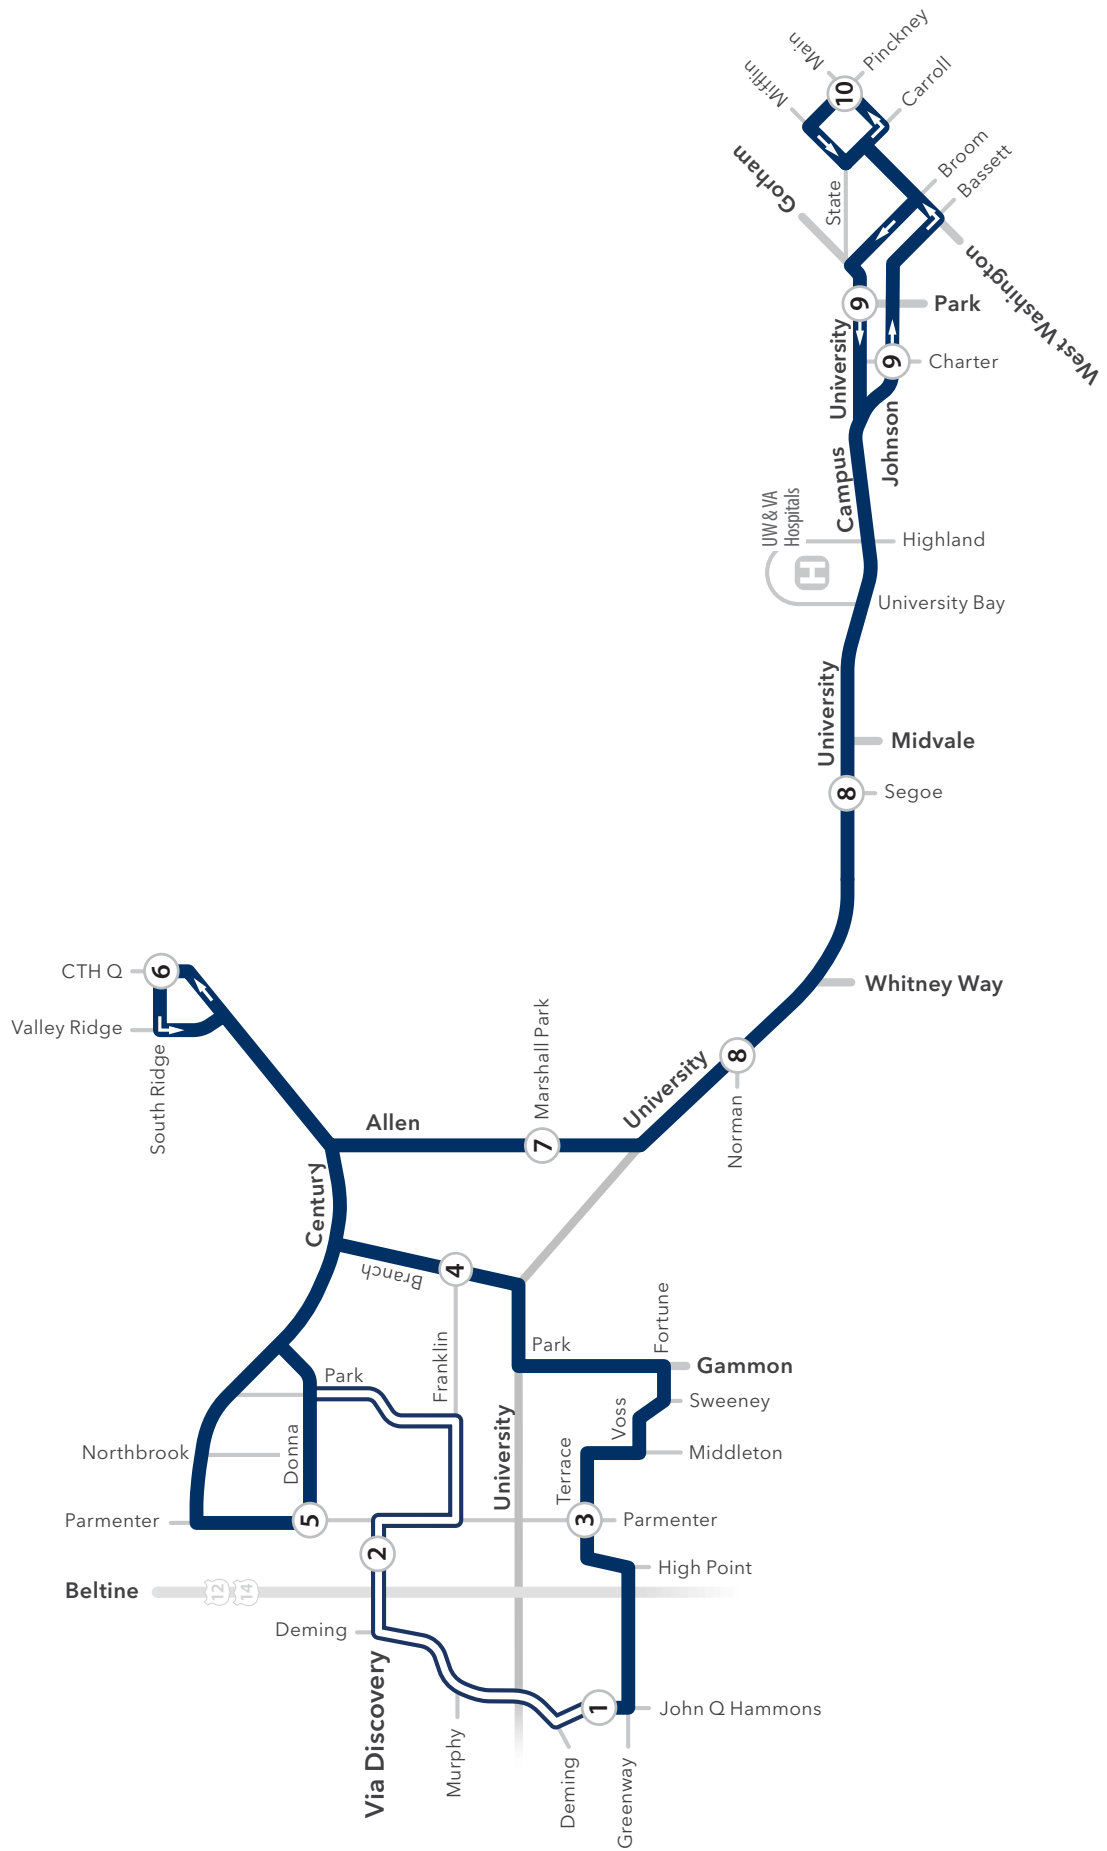 Main
Pinckney
Mifflin
10
Carroll
Gorham
State
Broom
Bassett
West Washington
9
Park
University
9
Charter
Johnson
Campus
UW & VA
Hospitals
H
Highland
University Bay
University
Midvale
8
Segoe
CTH Q
6
Whitney Way
Valley Ridge
South Ridge
Marshall Park
University
8
Norman
Allen
7
Century
Branch
4
Fortune
Park
Gammon
Park
Franklin
Sweeney
Voss
Northbrook
Donna
University
Terrace
Middleton
Parmenter
5
3
Parmenter
2
High Point
Beltine
12
14
Deming
Via Discovery
1
John Q Hammons
Murphy
Deming
Greenway